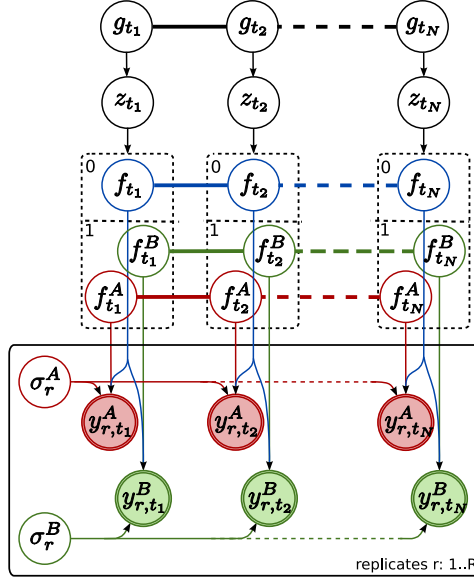 g_{t_1} g_{t_2} g_{t_N}
z_{t_1} z_{t_2} z_{t_N}
0 0 0
f_{t_1} f_{t_2} f_{t_N}
1 1 1
f^B_{t_1} f^B_{t_2} f^B_{t_N}
f^A_{t_1} f^A_{t_2} f^A_{t_N}
σ^A_r
y^A_{r,t_1} y^A_{r,t_2} y^A_{r,t_N}
y^B_{r,t_1} y^B_{r,t_2} y^B_{r,t_N}
σ^B_r
replicates r: 1..R